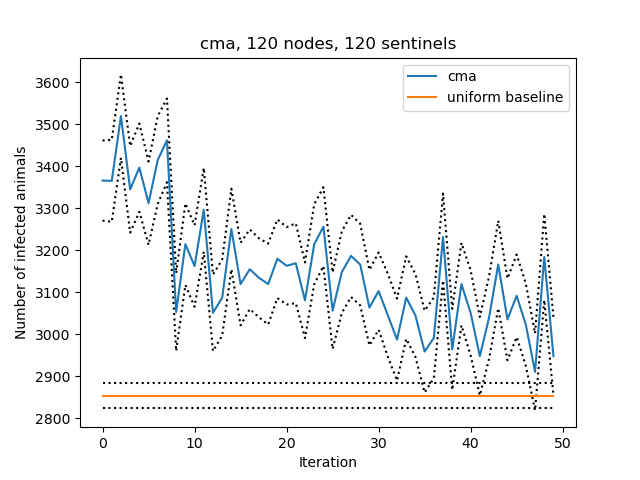 cma, 120 nodes, 120 sentinels
cma
uniform baseline
Number of infected animals
3600
3500
3400
3300
3200
3100
3000
2900
2800
0 10 20 30 40 50
Iteration